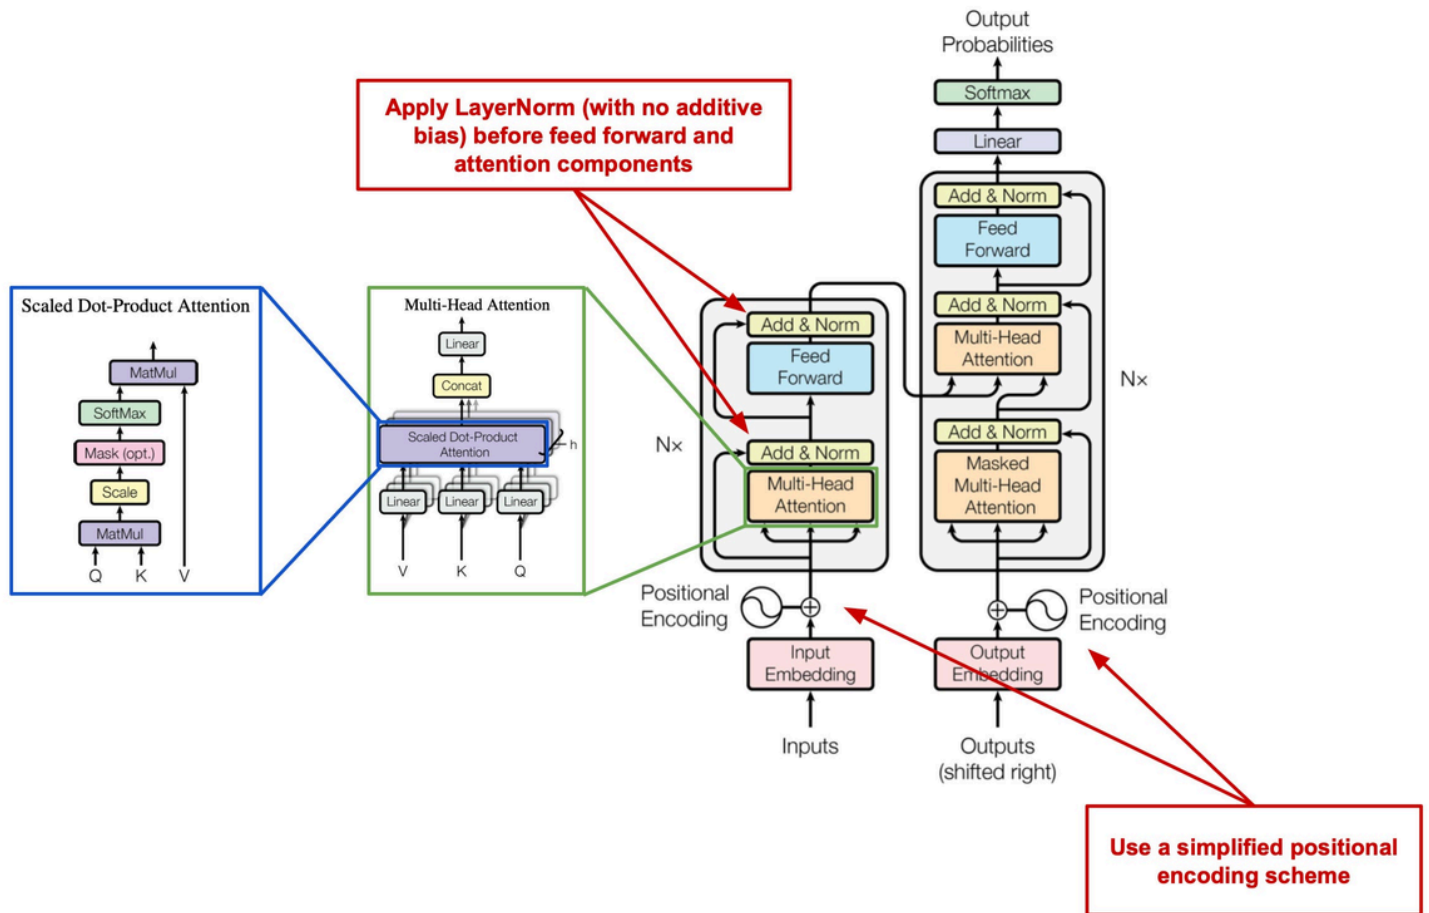 Output
Probabilities
Softmax
Linear
Add & Norm
Feed
Forward
Add & Norm
Multi-Head
Attention
Nx
Add & Norm
Masked
Multi-Head
Attention
Positional
Encoding
Output
Embedding
Outputs
(shifted right)
Apply LayerNorm (with no additive
bias) before feed forward and
attention components
Add & Norm
Feed
Forward
Nx
Add & Norm
Multi-Head
Attention
Positional
Encoding
Input
Embedding
Inputs
Scaled Dot-Product Attention
MatMul
SoftMax
Mask (opt.)
Scale
MatMul
Q K V
Multi-Head Attention
Linear
Concat
Scaled Dot-Product
Attention
h
Linear Linear Linear
V K Q
Use a simplified positional
encoding scheme